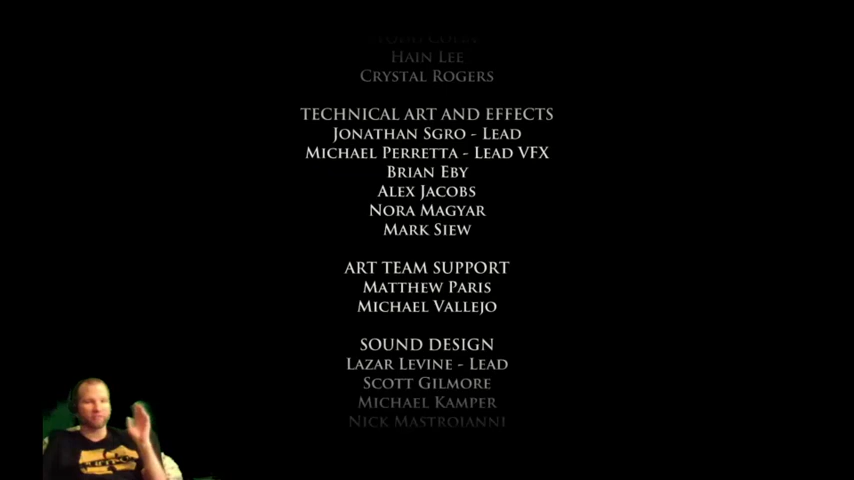 Hain Lee
Crystal Rogers
TECHNICAL ART AND EFFECTS
Jonathan Sgro - Lead
Michael Perretta - Lead VFX
Brian Eby
Alex Jacobs
Nora Magyar
Mark Siew
ART TEAM SUPPORT
Matthew Paris
Michael Vallejo
SOUND DESIGN
Lazar Levine - Lead
Scott Gilmore
Michael Kamper
Nick Mastroianni